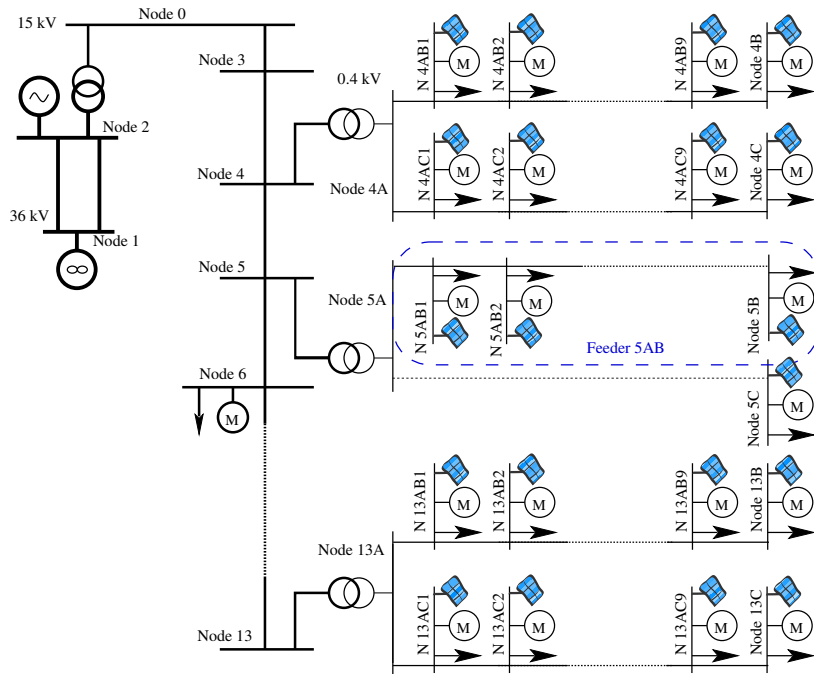 Node 0
15 kV
Node 3
0.4 kV
Node 2
Node 4
Node 4A
36 kV
Node 1
Node 5
Node 5A
Node 6
M
Node 13A
Node 13
N 4AB1
M
N 4AB2
M
N 4AB9
M
Node 4B
M
N 4AC1
M
N 4AC2
M
N 4AC9
M
Node 4C
M
N 5AB1
M
N 5AB2
M
Node 5B
M
Feeder 5AB
Node 5C
M
N 13AB1
M
N 13AB2
M
N 13AB9
M
Node 13B
M
N 13AC1
M
N 13AC2
M
N 13AC9
M
Node 13C
M